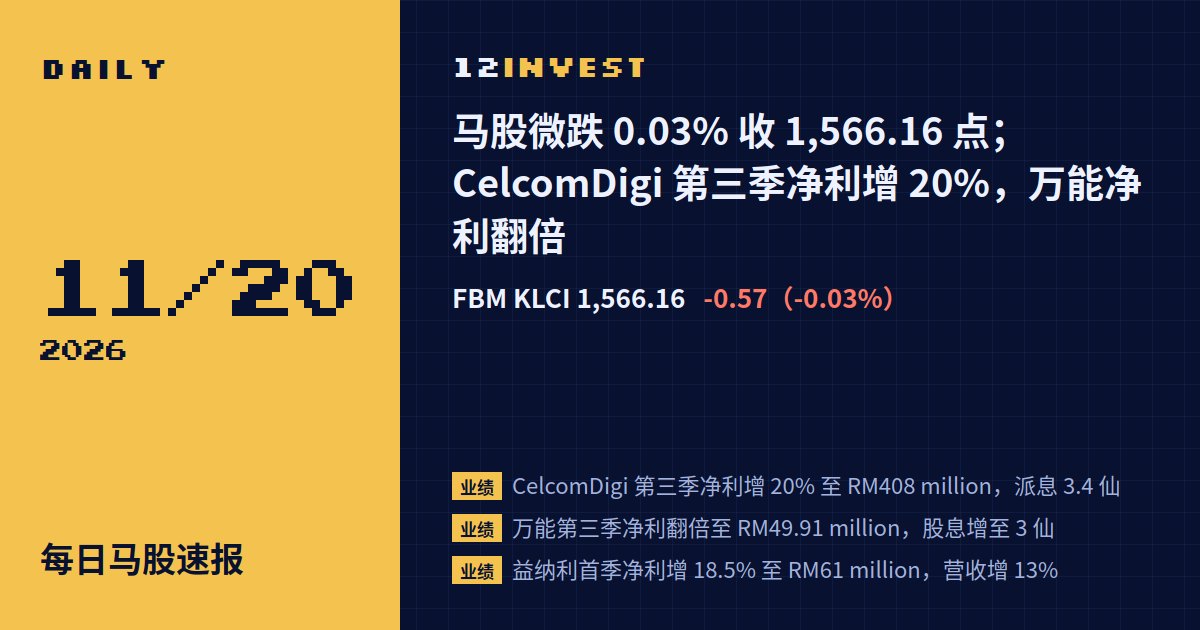 DAILY
11/20
2026
每日马股速报
12INVEST
马股微跌 0.03% 收 1,566.16 点；
CelcomDigi 第三季净利增 20%，万能净
利翻倍
FBM KLCI 1,566.16 -0.57（-0.03%）
业绩 CelcomDigi 第三季净利增 20% 至 RM408 million，派息 3.4 仙
业绩 万能第三季净利翻倍至 RM49.91 million，股息增至 3 仙
业绩 益纳利首季净利增 18.5% 至 RM61 million，营收增 13%